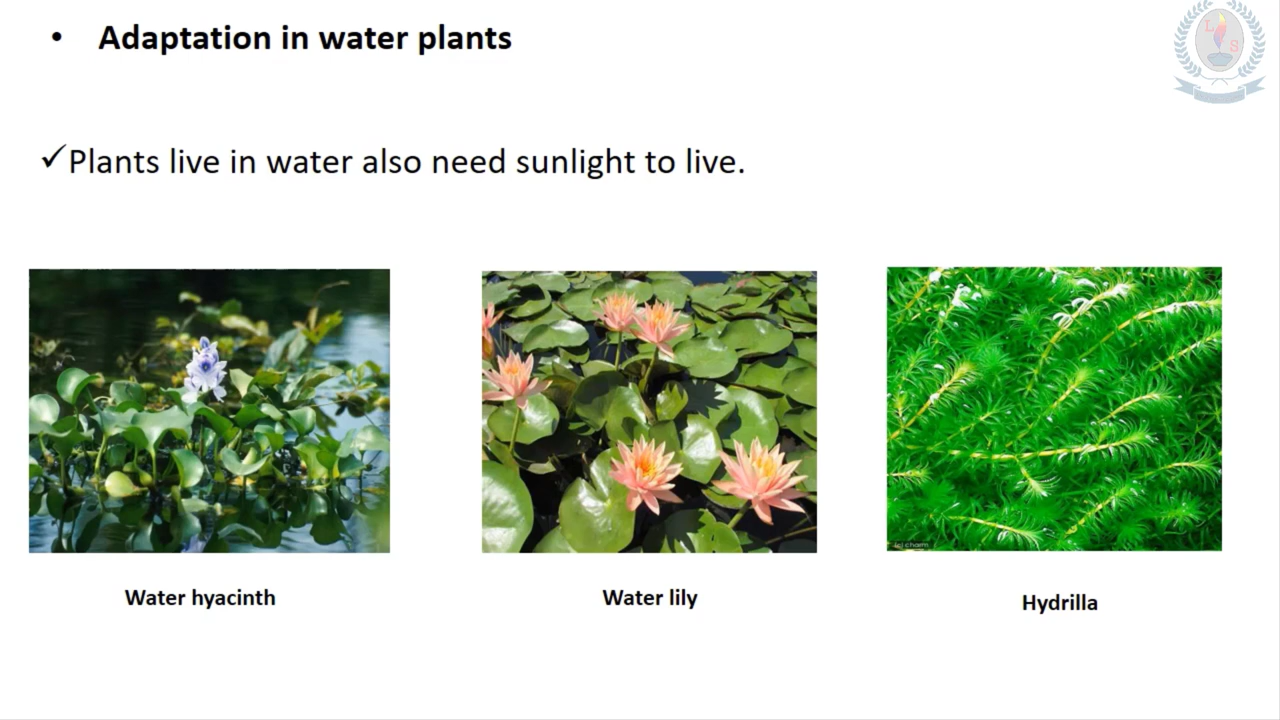 • Adaptation in water plants
L
S
✓Plants live in water also need sunlight to live.
Water hyacinth
Water lily
Hydrilla